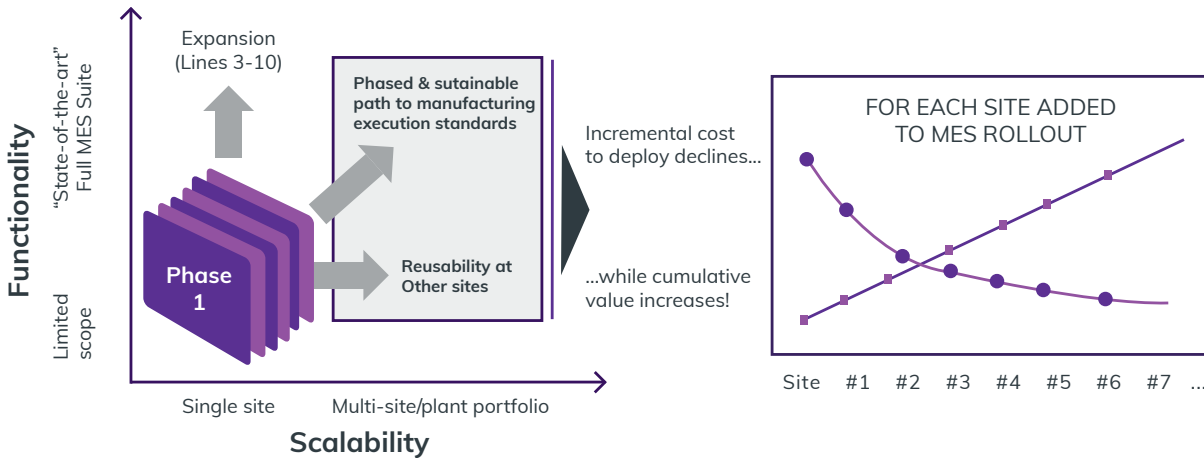 Functionality
“State-of-the-art”
Full MES Suite
Limited
scope
Expansion
(Lines 3-10)
Phase
1
Phased & sutainable
path to manufacturing
execution standards
Reusability at
Other sites
Single site
Multi-site/plant portfolio
Scalability
Incremental cost
to deploy declines...
...while cumulative
value increases!
FOR EACH SITE ADDED
TO MES ROLLOUT
Site #1 #2 #3 #4 #5 #6 #7 ...